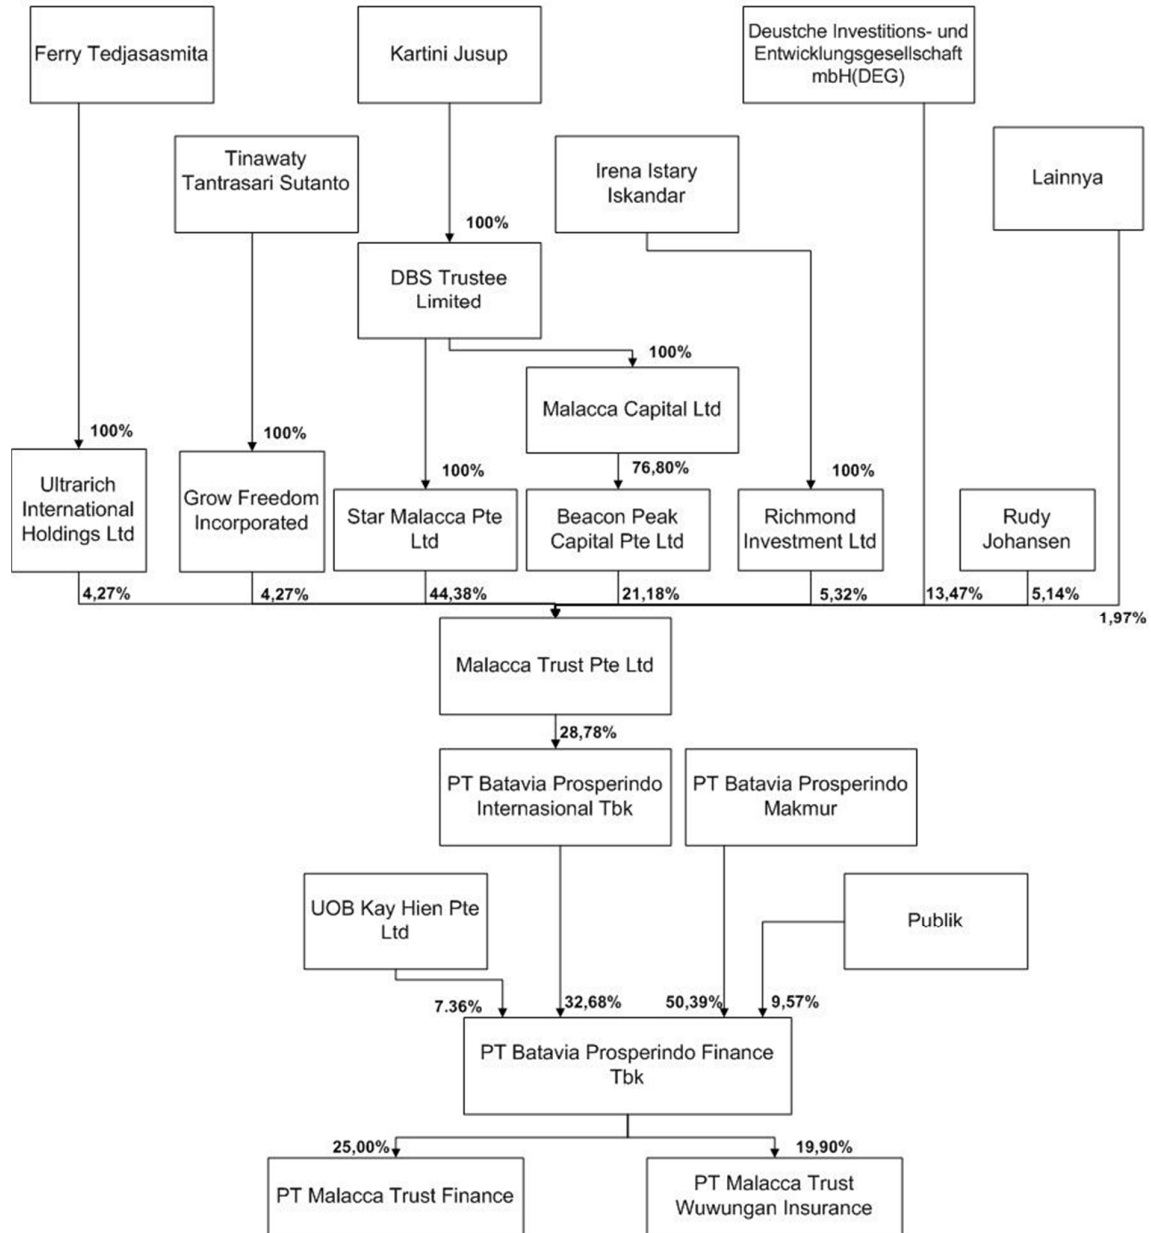 Ferry Tedjasasmita
Kartini Jusup
Deustche Investitions- und
Entwicklungsgesellschaft
mbH(DEG)
Tinawaty
Tantrasari Sutanto
Irena Istary
Iskandar
Lainnya
100%
DBS Trustee
Limited
100%
Malacca Capital Ltd
100%
100%
76,80%
100%
100%
Ultrarich
International
Holdings Ltd
Grow Freedom
Incorporated
Star Malacca Pte
Ltd
Beacon Peak
Capital Pte Ltd
Richmond
Investment Ltd
Rudy
Johansen
4,27%
4,27%
44,38%
21,18%
5,32%
13,47%
5,14%
1,97%
Malacca Trust Pte Ltd
28,78%
PT Batavia Prosperindo
Internasional Tbk
PT Batavia Prosperindo
Makmur
UOB Kay Hien Pte
Ltd
Publik
7.36%
32,68%
50,39%
9,57%
PT Batavia Prosperindo Finance
Tbk
25,00%
19,90%
PT Malacca Trust Finance
PT Malacca Trust
Wuwungan Insurance